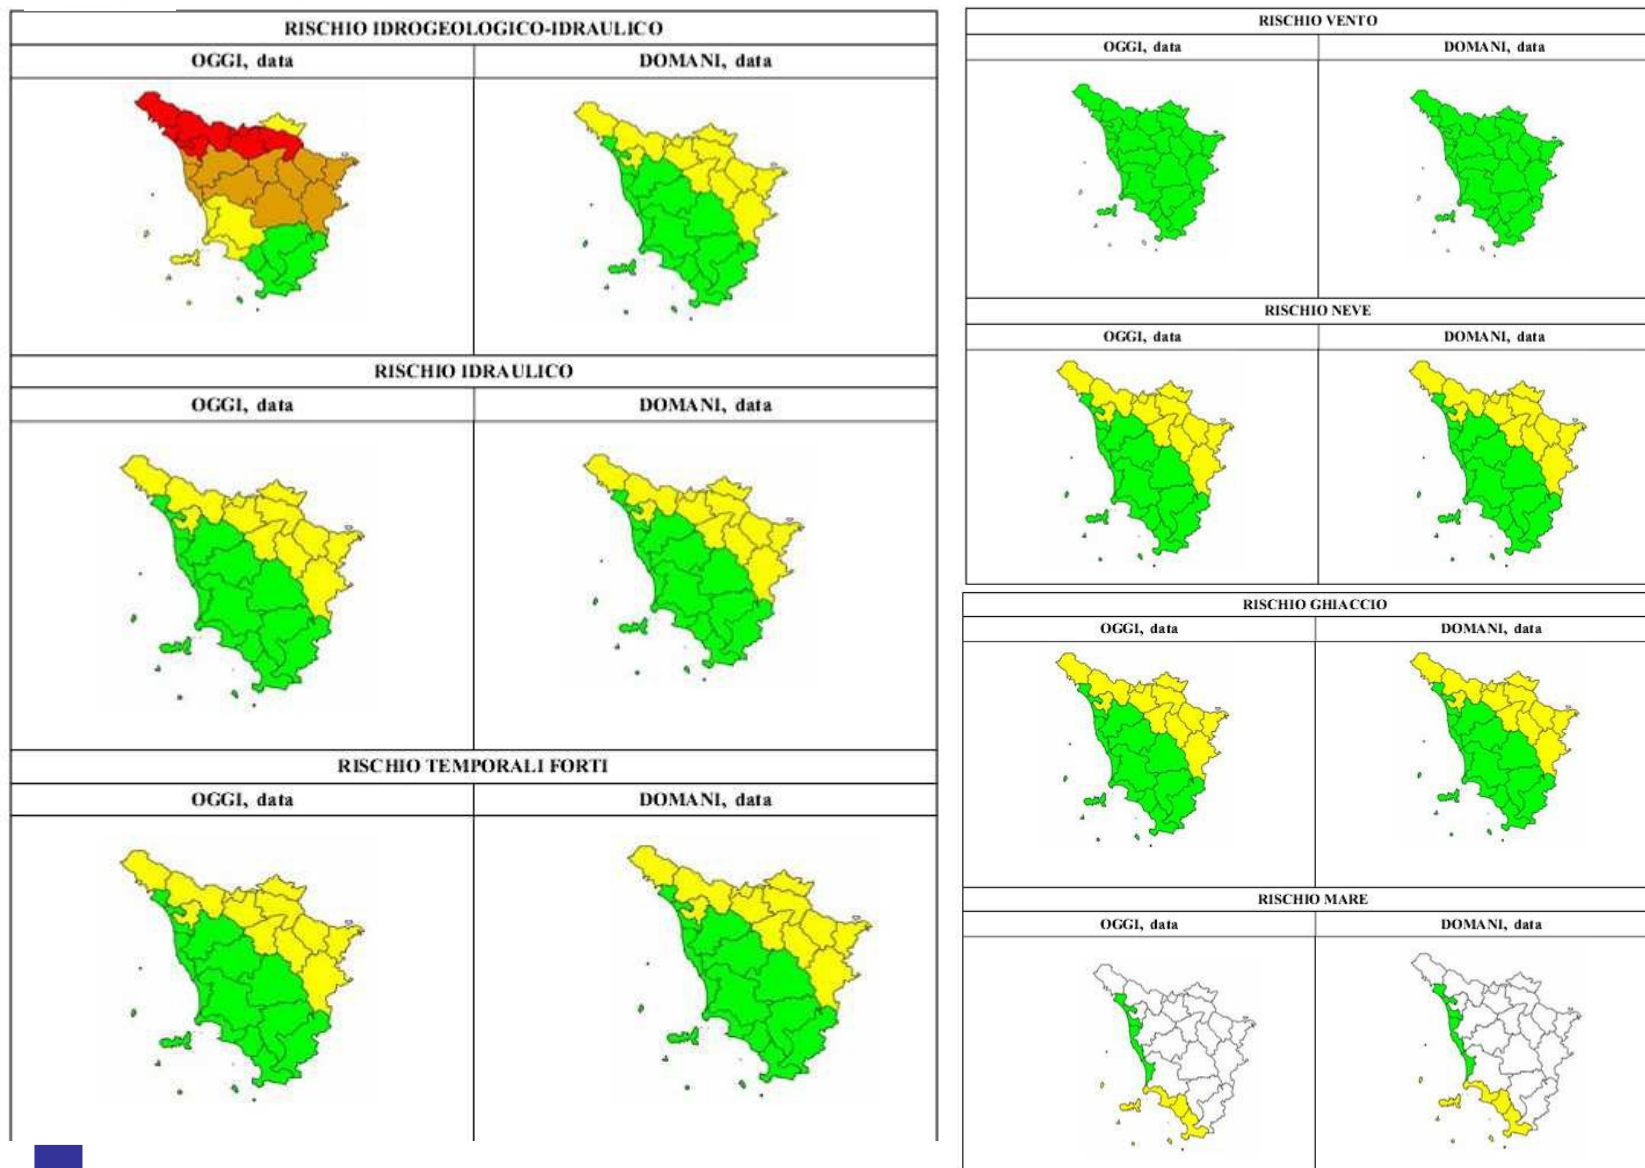 RISCHIO IDROGEOLOGICO-IDRAULICO
OGGI, data
DOMANI, data
RISCHIO IDRAULICO
OGGI, data
DOMANI, data
RISCHIO TEMPORALI FORTI
OGGI, data
DOMANI, data
RISCHIO VENTO
OGGI, data
DOMANI, data
RISCHIO NEVE
OGGI, data
DOMANI, data
RISCHIO GHIACCIO
OGGI, data
DOMANI, data
RISCHIO MARE
OGGI, data
DOMANI, data